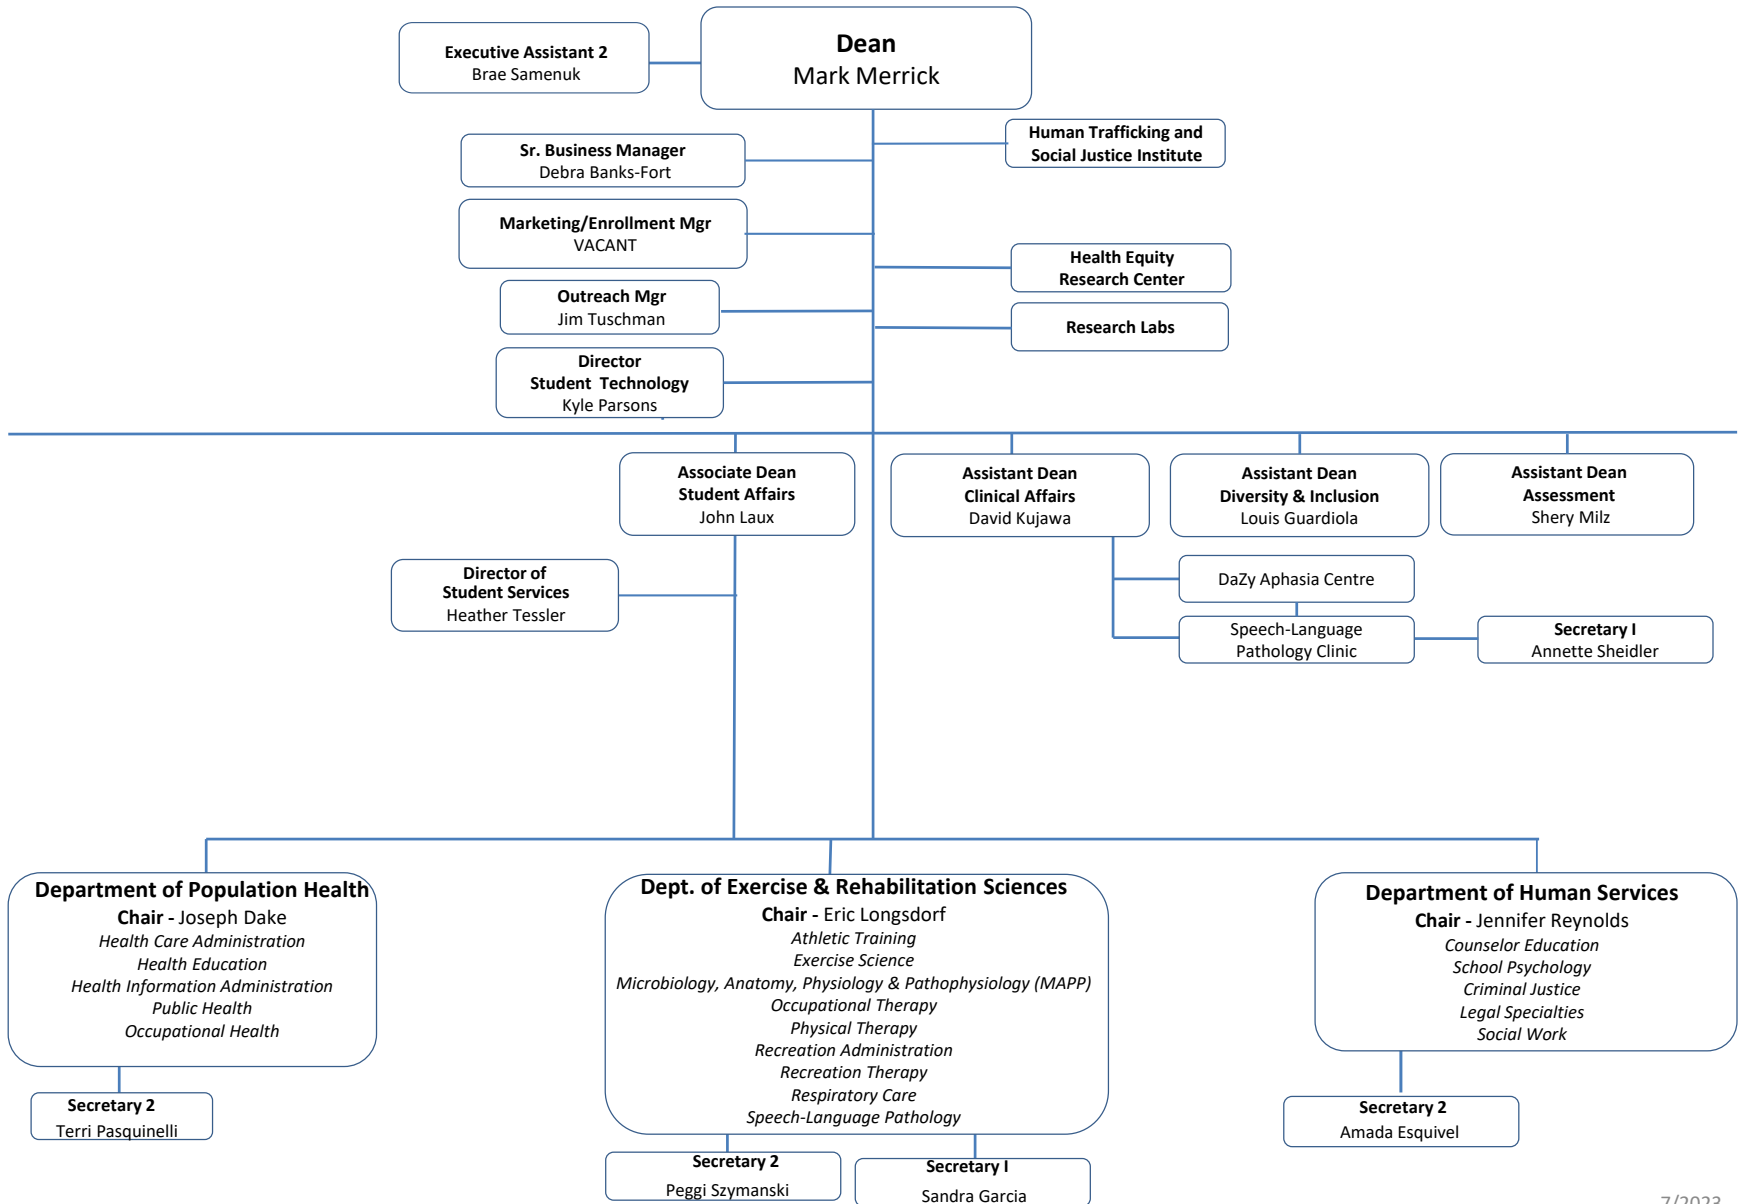 Executive Assistant 2
Brae Samenuk
Dean
Mark Merrick
Sr. Business Manager
Debra Banks-Fort
Human Trafficking and
Social Justice Institute
Marketing/Enrollment Mgr
VACANT
Health Equity
Research Center
Outreach Mgr
Jim Tuschman
Research Labs
Director
Student Technology
Kyle Parsons
Associate Dean
Student Affairs
John Laux
Assistant Dean
Clinical Affairs
David Kujawa
Assistant Dean
Diversity & Inclusion
Louis Guardiola
Assistant Dean
Assessment
Shery Milz
Director of
Student Services
Heather Tessler
DaZy Aphasia Centre
Speech-Language
Pathology Clinic
Secretary I
Annette Sheidler
Department of Population Health
Chair - Joseph Dake
Health Care Administration
Health Education
Health Information Administration
Public Health
Occupational Health
Secretary 2
Terri Pasquinelli
Dept. of Exercise & Rehabilitation Sciences
Chair - Eric Longsdorf
Athletic Training
Exercise Science
Microbiology, Anatomy, Physiology & Pathophysiology (MAPP)
Occupational Therapy
Physical Therapy
Recreation Administration
Recreation Therapy
Respiratory Care
Speech-Language Pathology
Secretary 2
Peggi Szymanski
Secretary I
Sandra Garcia
Department of Human Services
Chair - Jennifer Reynolds
Counselor Education
School Psychology
Criminal Justice
Legal Specialties
Social Work
Secretary 2
Amada Esquivel
7/2023